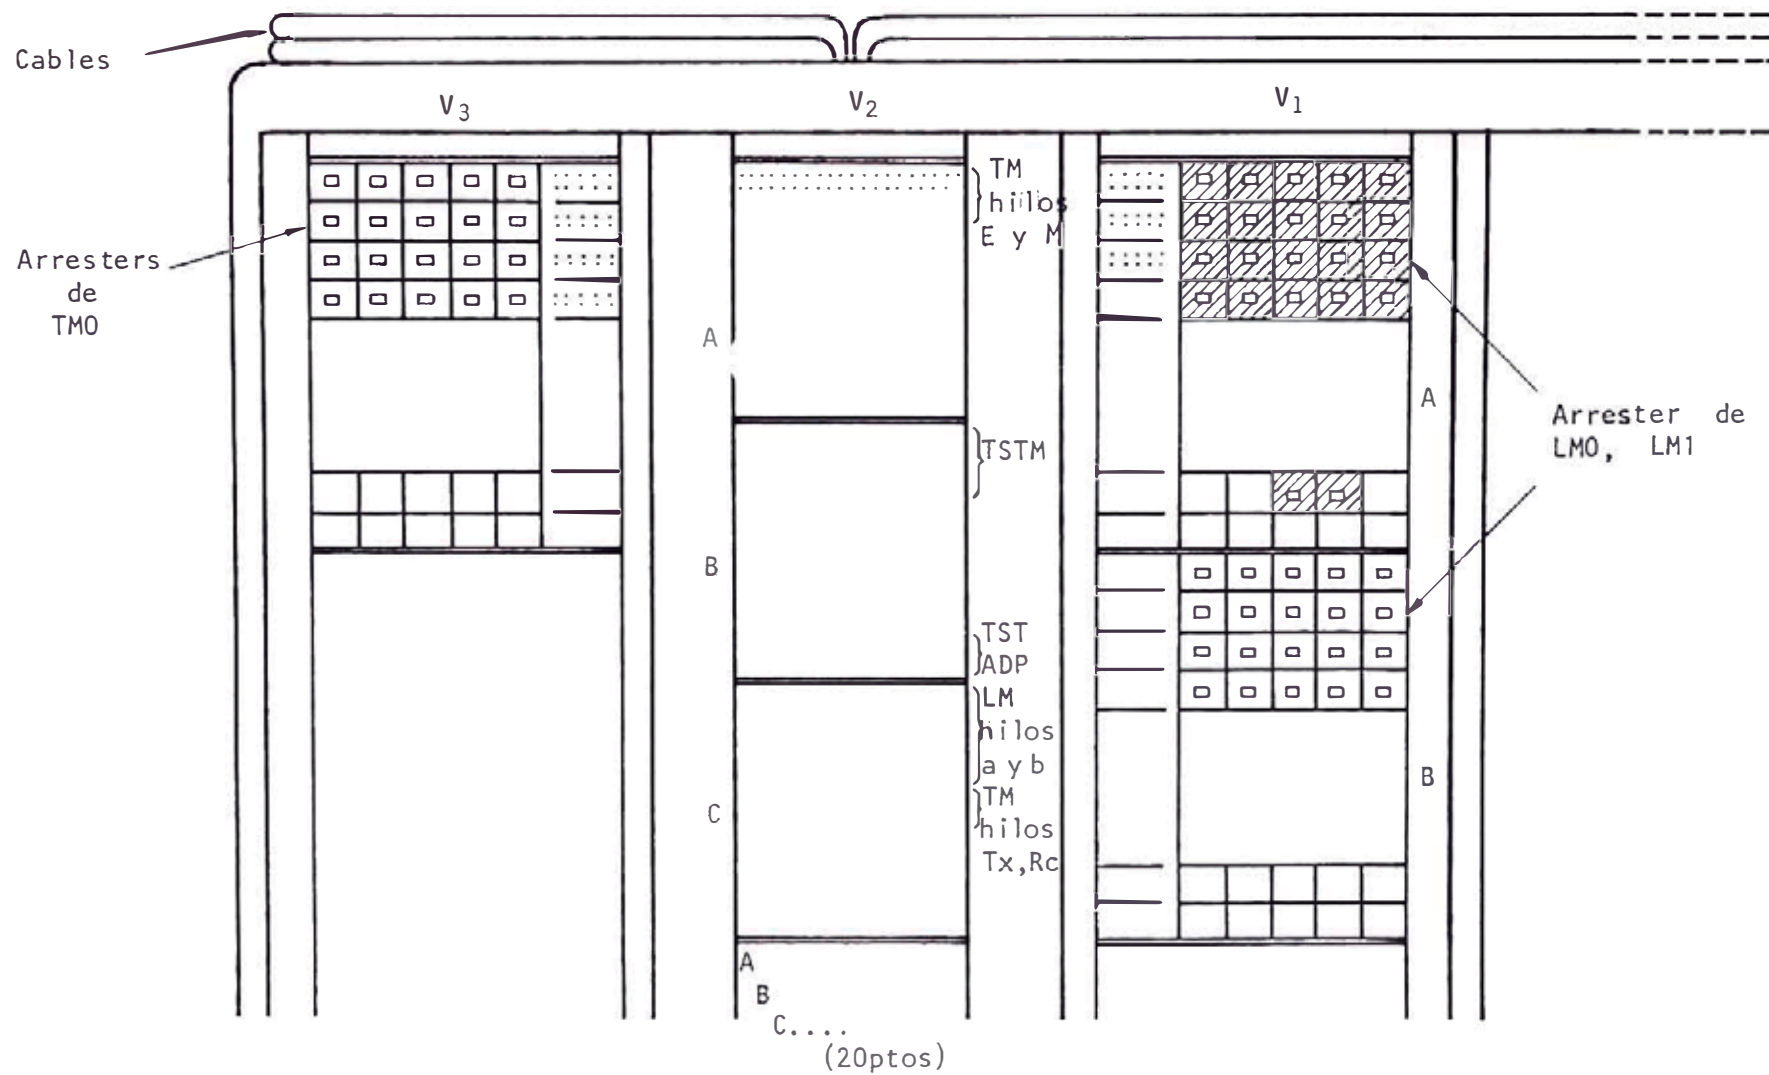 Cables
V3
V2
V1
TM
hilos
E y M
Arresters
de
TMO
A
A
Arrester de
LMO, LM1
TSTM
B
TST
ADP
LM
hilos
a y b
B
TM
C
hilos
Tx,Rc
A
B
C....
(20ptos)